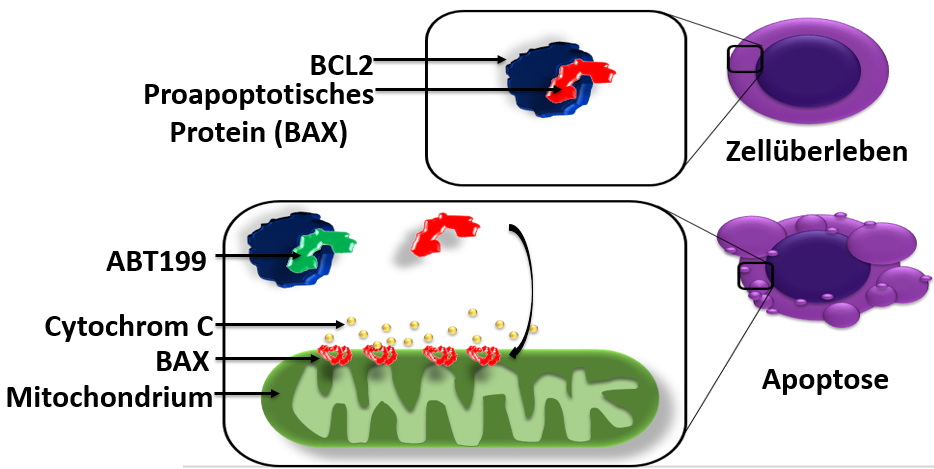 BCL2
Proapoptotisches
Protein (BAX)
Zellüberleben
ABT199
Cytochrom C
BAX
Mitochondrium
Apoptose